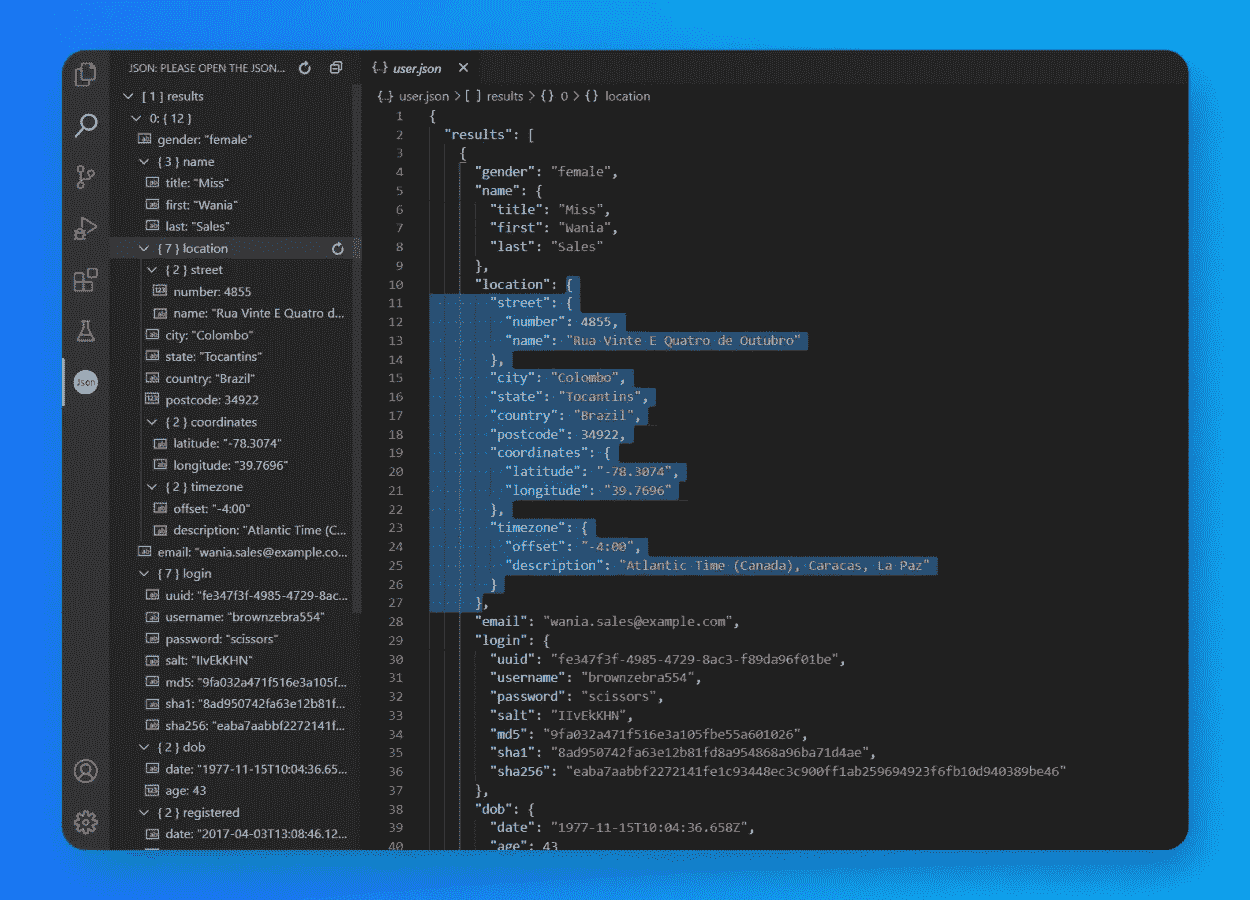 JSON: PLEASE OPEN THE JSON...
[ 1 ] results
0: { 12 }
gender: "female"
{ 3 } name
title: "Miss"
first: "Wania"
last: "Sales"
{ 7 } location
{ 2 } street
number: 4855
name: "Rua Vinte E Quatro d...
city: "Colombo"
state: "Tocantins"
country: "Brazil"
postcode: 34922
{ 2 } coordinates
latitude: "-78.3074"
longitude: "39.7696"
{ 2 } timezone
offset: "-4:00"
description: "Atlantic Time (C...
email: "wania.sales@example.co...
{ 7 } login
uuid: "fe347f3f-4985-4729-8ac...
username: "brownzebra554"
password: "scissors"
salt: "IIvEkKHN"
md5: "9fa032a471f516e3a105f...
sha1: "8ad950742fa63e12b81f...
sha256: "eaba7aabbf2272141f...
{ 2 } dob
date: "1977-11-15T10:04:36.65...
age: 43
{ 2 } registered
date: "2017-04-03T13:08:46.12...
Json
{..} user.json
{..} user.json > [ ] results > {} 0 > {} location
1 {
2 "results": [
3 {
4 "gender": "female",
5 "name": {
6 "title": "Miss",
7 "first": "Wania",
8 "last": "Sales"
9 },
10 "location": {
11 "street": {
12 "number": 4855,
13 "name": "Rua Vinte E Quatro de Outubro"
14 },
15 "city": "Colombo",
16 "state": "Tocantins",
17 "country": "Brazil",
18 "postcode": 34922,
19 "coordinates": {
20 "latitude": "-78.3074",
21 "longitude": "39.7696"
22 },
23 "timezone": {
24 "offset": "-4:00",
25 "description": "Atlantic Time (Canada), Caracas, La Paz"
26 }
27 },
28 "email": "wania.sales@example.com",
29 "login": {
30 "uuid": "fe347f3f-4985-4729-8ac3-f89da96f01be",
31 "username": "brownzebra554",
32 "password": "scissors",
33 "salt": "IIvEkKHN",
34 "md5": "9fa032a471f516e3a105fbe55a601026",
35 "sha1": "8ad950742fa63e12b81fd8a954868a96ba71d4ae",
36 "sha256": "eaba7aabbf2272141fe1c93448ec3c900ff1ab259694923f6fb10d940389be46"
37 },
38 "dob": {
39 "date": "1977-11-15T10:04:36.658Z",
40 "age": 43